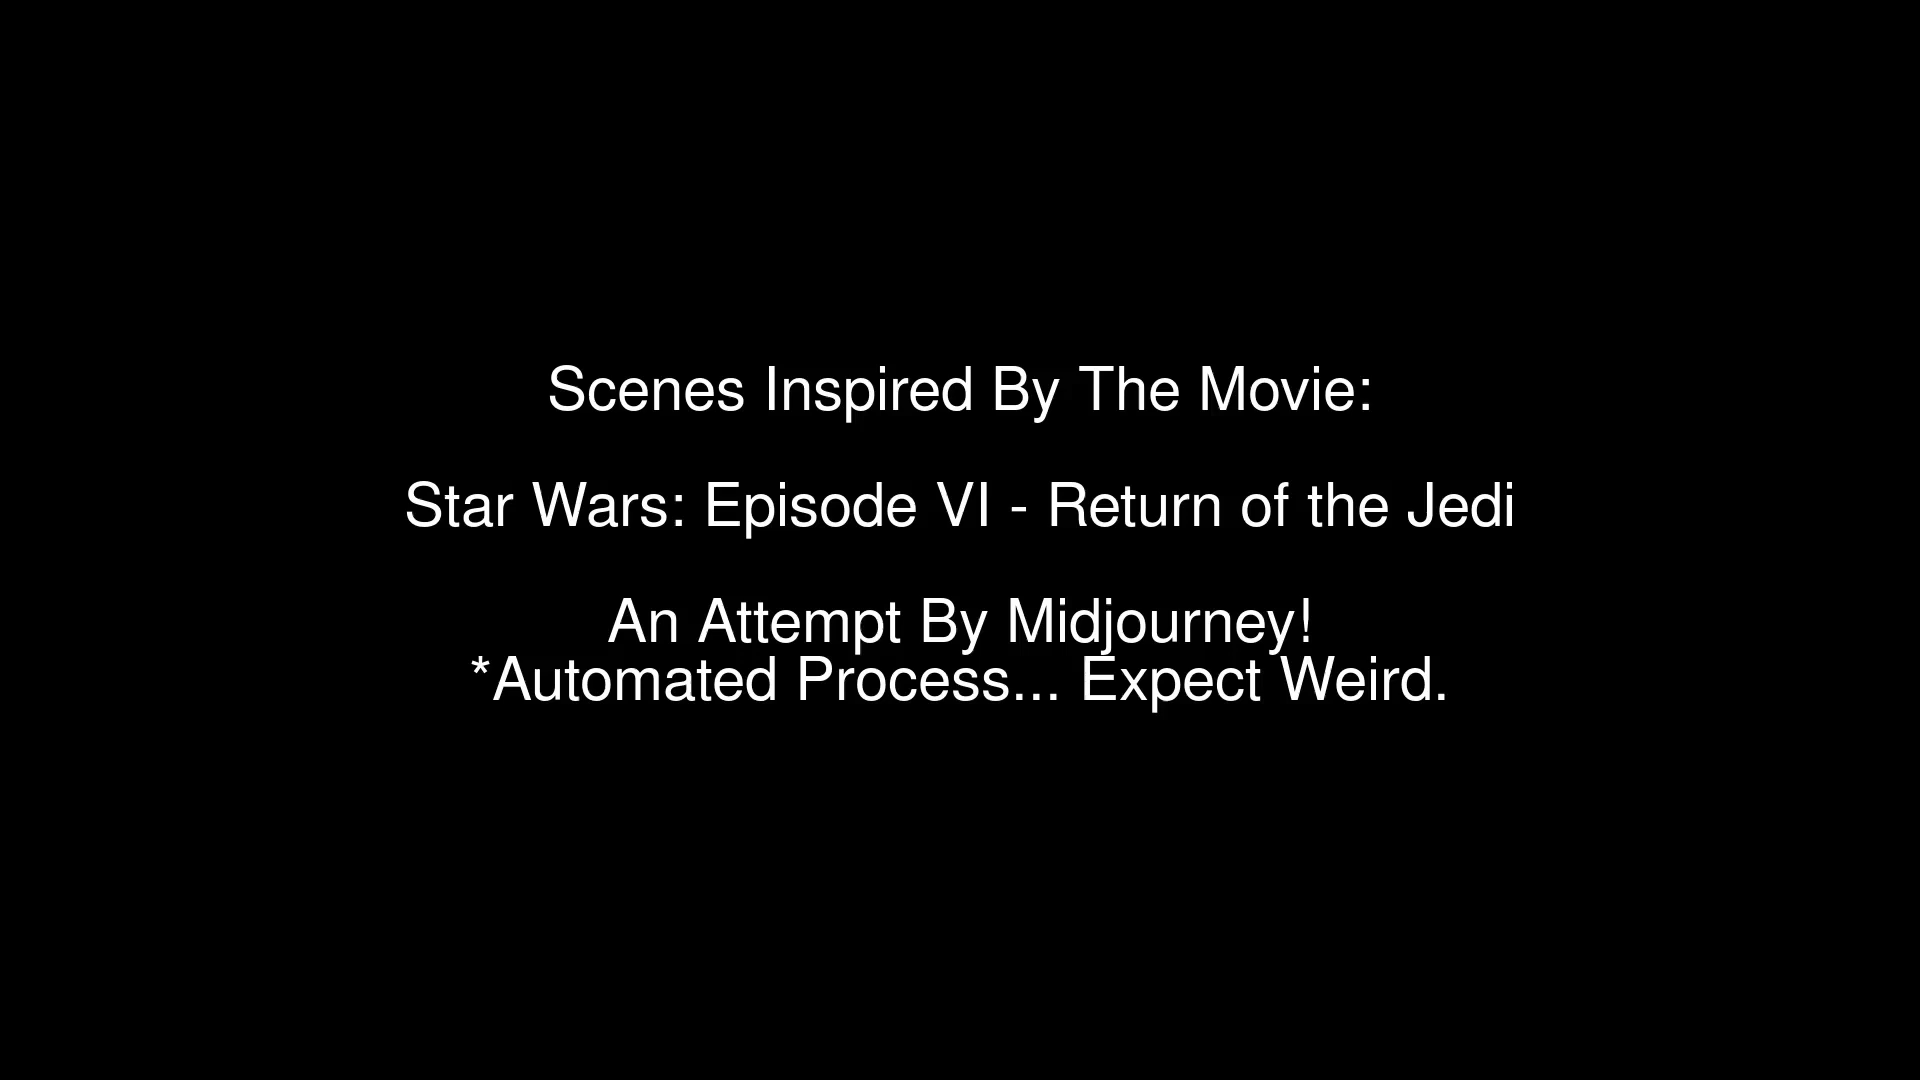 Scenes Inspired By The Movie:
Star Wars: Episode VI - Return of the Jedi
An Attempt By Midjourney!
*Automated Process... Expect Weird.